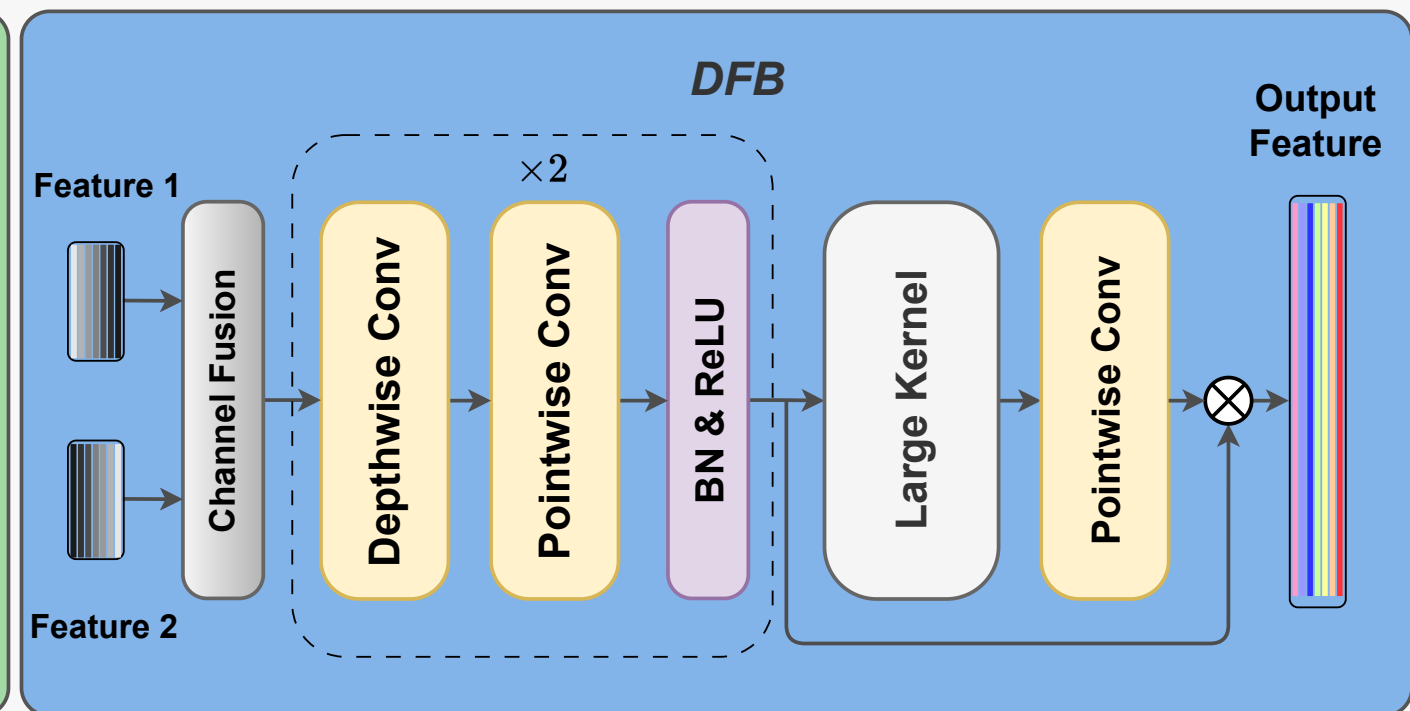 DFB
Output
Feature
Feature 1
×2
Channel Fusion
Depthwise Conv
Pointwise Conv
BN & ReLU
Large Kernel
Pointwise Conv
Feature 2